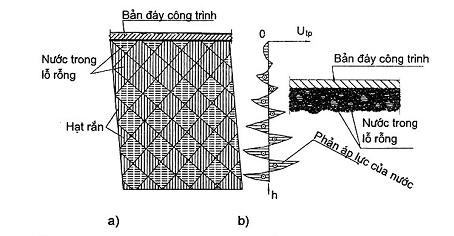 Bản đáy công trình
Nước trong
lỗ rỗng
Hạt rắn
0
Utp
Bản đáy công trình
Nước trong
lỗ rỗng
Phản áp lực của nước
h
a)
b)